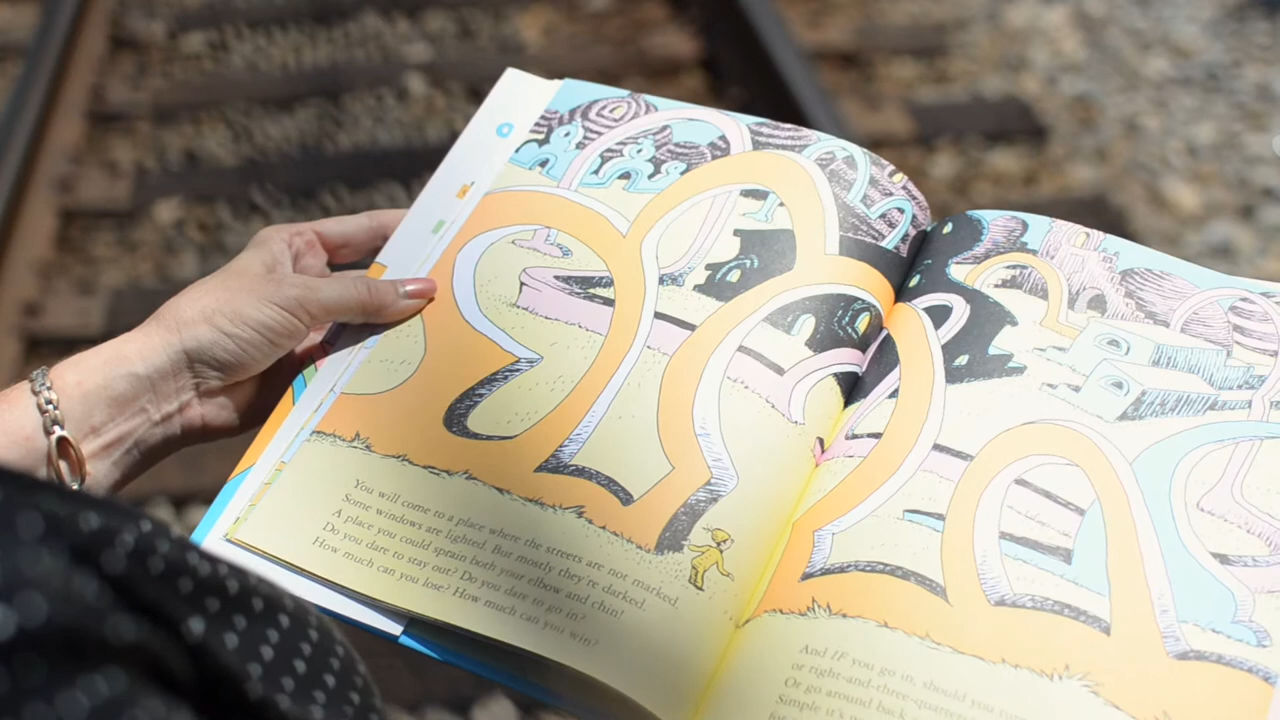 You will come to a place where the streets are not marked.
Some windows are lighted. But mostly they're darked.
A place you could sprain both your elbow and chin!
Do you dare to stay out? Do you dare to go in?
How much can you lose? How much can you win?
And IF you go in, should you turn
or right-and-three-quarters
Or go around back
Simple it's